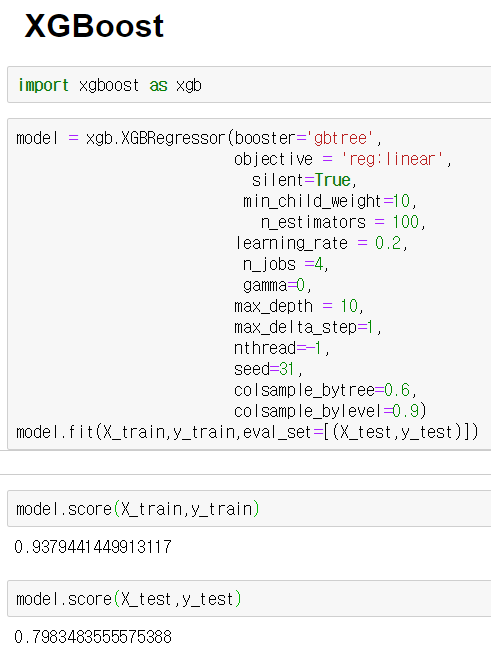 XGBoost
import xgboost as xgb
model = xgb.XGBRegressor(booster='gbtree',
objective = 'reg:linear',
silent=True,
min_child_weight=10,
n_estimators = 100,
learning_rate = 0.2,
n_jobs =4,
gamma=0,
max_depth = 10,
max_delta_step=1,
nthread=-1,
seed=31,
colsample_bytree=0.6,
colsample_bylevel=0.9)
model.fit(X_train,y_train,eval_set=[(X_test,y_test)])
model.score(X_train,y_train)
0.9379441449913117
model.score(X_test,y_test)
0.7983483555575388